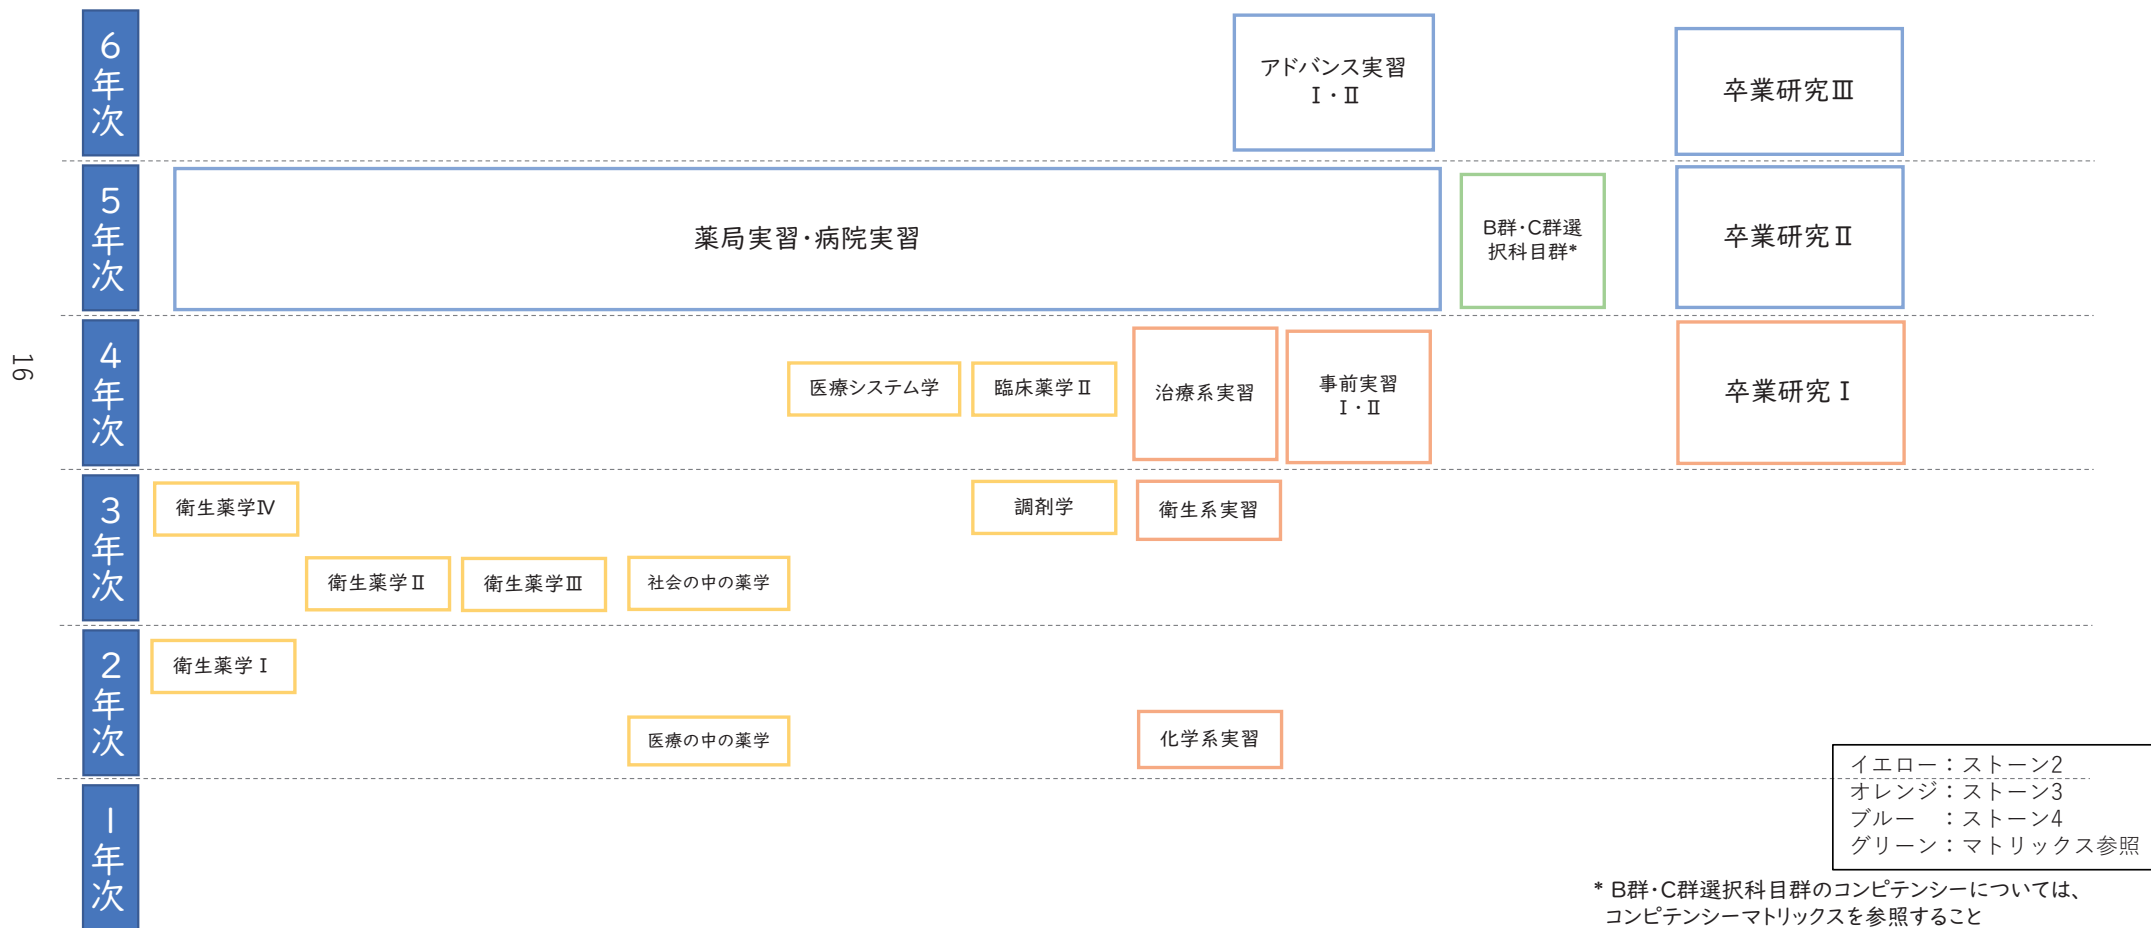 6年次
アドバンス実習
Ⅰ・Ⅱ
卒業研究Ⅲ
5年次
薬局実習・病院実習
B群・C群選
択科目群*
卒業研究Ⅱ
16
4年次
医療システム学
臨床薬学Ⅱ
治療系実習
事前実習
Ⅰ・Ⅱ
卒業研究Ⅰ
3年次
衛生薬学Ⅳ
調剤学
衛生系実習
衛生薬学Ⅱ
衛生薬学Ⅲ
社会の中の薬学
2年次
衛生薬学Ⅰ
医療の中の薬学
化学系実習
1年次
イエロー：ストーン2
オレンジ：ストーン3
ブルー　：ストーン4
グリーン：マトリックス参照
* B群・C群選択科目群のコンピテンシーについては、
コンピテンシーマトリックスを参照すること